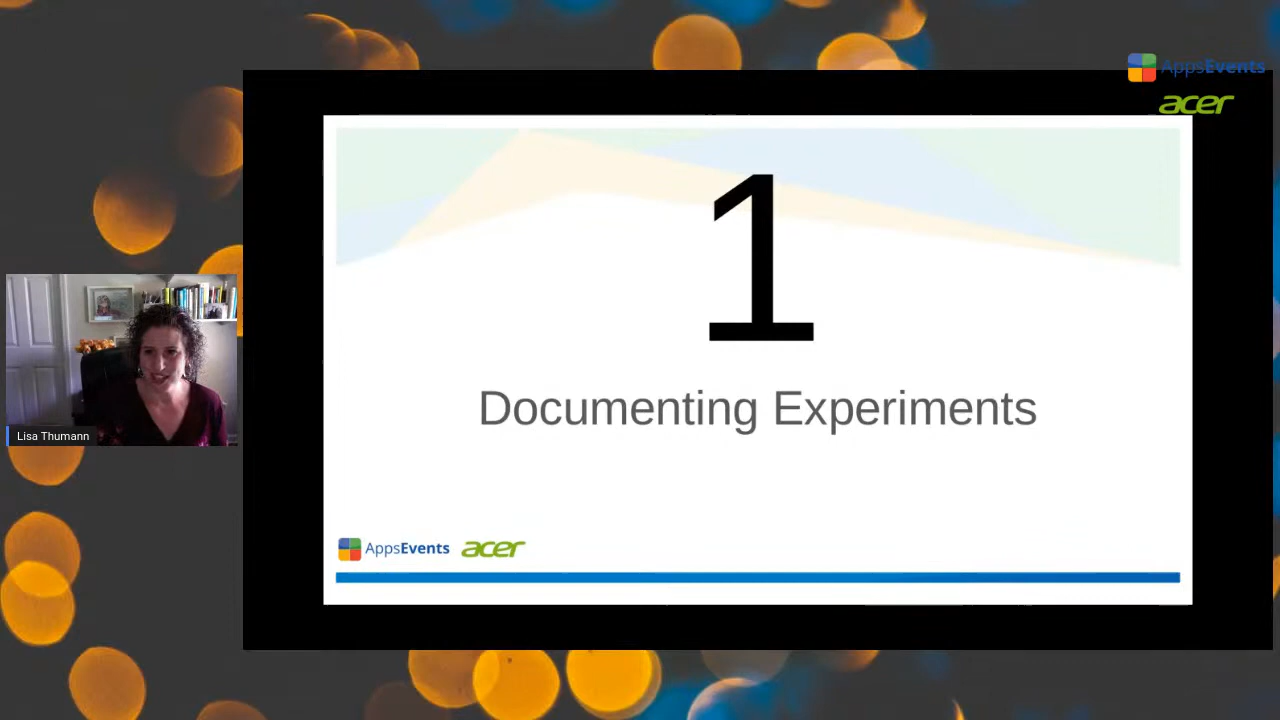 AppsEvents
acer
1
Documenting Experiments
Lisa Thumann
AppsEvents acer